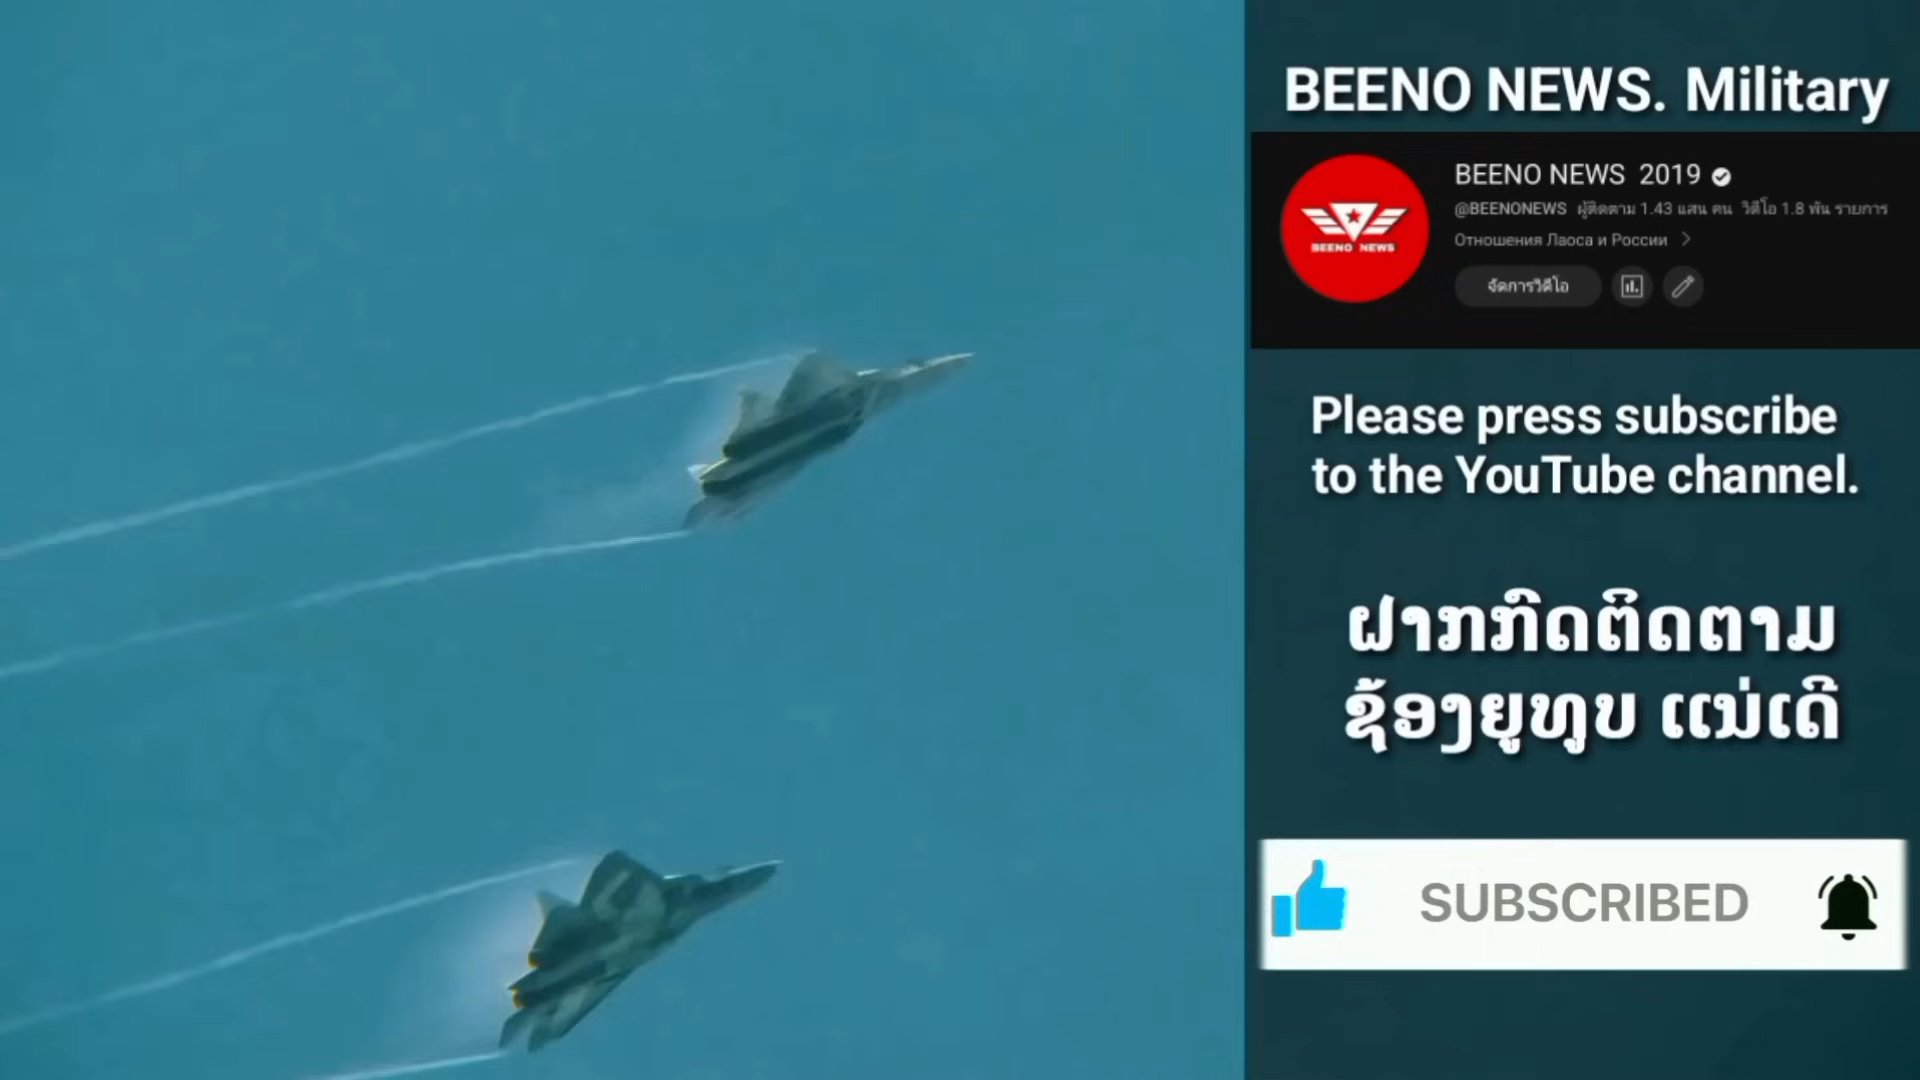 BEENO NEWS. Military
BEENO NEWS 2019
@BEENONEWS ผู้ติดตาม 1.43 แสน คน วิดีโอ 1.8 พัน รายการ
Отношения Лаоса и России
BEENO NEWS
จัดการวิดีโอ
Please press subscribe
to the YouTube channel.
ຝາກກົດຕິດຕາມ
ຊ້ອງຍູທູບ ແນ່ເດີ
SUBSCRIBED